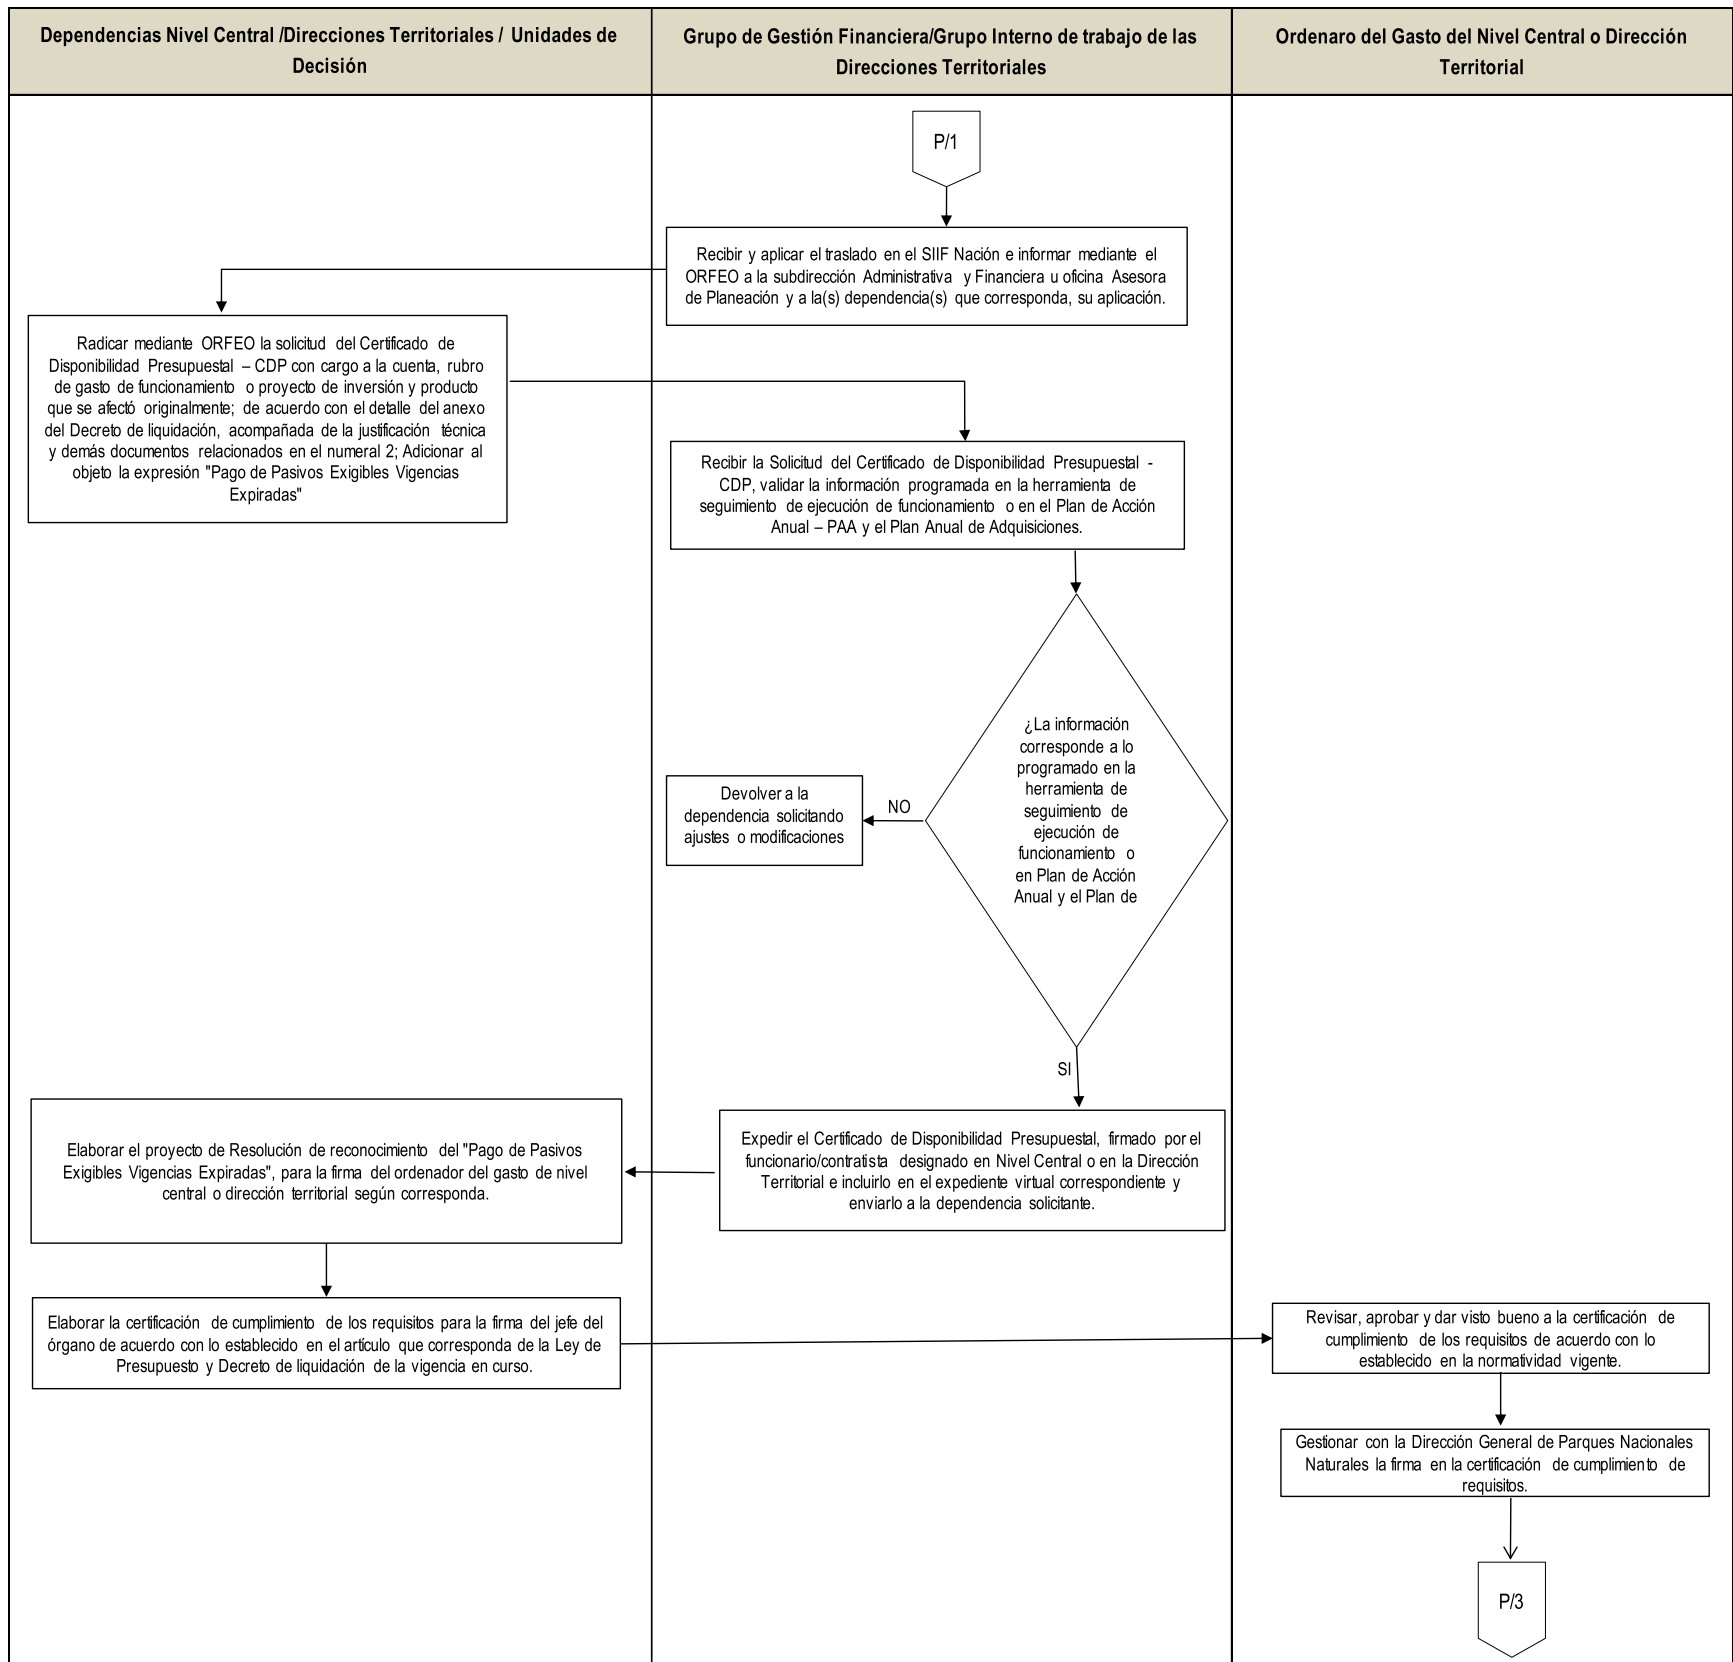 Dependencias Nivel Central /Direcciones Territoriales / Unidades de
Decisión
Grupo de Gestión Financiera/Grupo Interno de trabajo de las
Direcciones Territoriales
Ordenaro del Gasto del Nivel Central o Dirección
Territorial
P/1
Recibir y aplicar el traslado en el SIIF Nación e informar mediante el
ORFEO a la subdirección Administrativa y Financiera u oficina Asesora
de Planeación y a la(s) dependencia(s) que corresponda, su aplicación.
Radicar mediante ORFEO la solicitud del Certificado de
Disponibilidad Presupuestal – CDP con cargo a la cuenta, rubro
de gasto de funcionamiento o proyecto de inversión y producto
que se afectó originalmente; de acuerdo con el detalle del anexo
del Decreto de liquidación, acompañada de la justificación técnica
y demás documentos relacionados en el numeral 2; Adicionar al
objeto la expresión "Pago de Pasivos Exigibles Vigencias
Expiradas"
Recibir la Solicitud del Certificado de Disponibilidad Presupuestal -
CDP, validar la información programada en la herramienta de
seguimiento de ejecución de funcionamiento o en el Plan de Acción
Anual – PAA y el Plan Anual de Adquisiciones.
¿La información
corresponde a lo
programado en la
herramienta de
seguimiento de
ejecución de
funcionamiento o
en Plan de Acción
Anual y el Plan de
NO
Devolver a la
dependencia solicitando
ajustes o modificaciones
SI
Expedir el Certificado de Disponibilidad Presupuestal, firmado por el
funcionario/contratista designado en Nivel Central o en la Dirección
Territorial e incluirlo en el expediente virtual correspondiente y
enviarlo a la dependencia solicitante.
Elaborar el proyecto de Resolución de reconocimiento del "Pago de Pasivos
Exigibles Vigencias Expiradas", para la firma del ordenador del gasto de nivel
central o dirección territorial según corresponda.
Elaborar la certificación de cumplimiento de los requisitos para la firma del jefe del
órgano de acuerdo con lo establecido en el artículo que corresponda de la Ley de
Presupuesto y Decreto de liquidación de la vigencia en curso.
Revisar, aprobar y dar visto bueno a la certificación de
cumplimiento de los requisitos de acuerdo con lo
establecido en la normatividad vigente.
Gestionar con la Dirección General de Parques Nacionales
Naturales la firma en la certificación de cumplimiento de
requisitos.
P/3